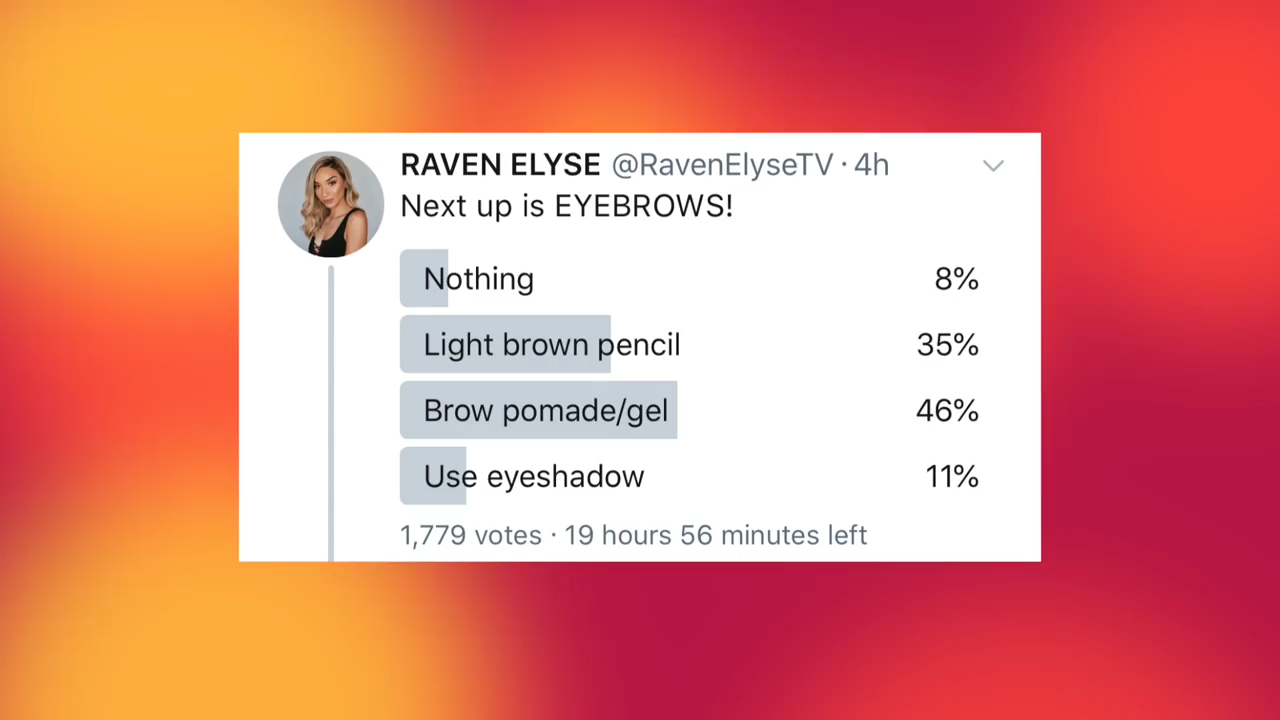 RAVEN ELYSE @RavenElyseTV · 4h
Next up is EYEBROWS!
Nothing 8%
Light brown pencil 35%
Brow pomade/gel 46%
Use eyeshadow 11%
1,779 votes · 19 hours 56 minutes left